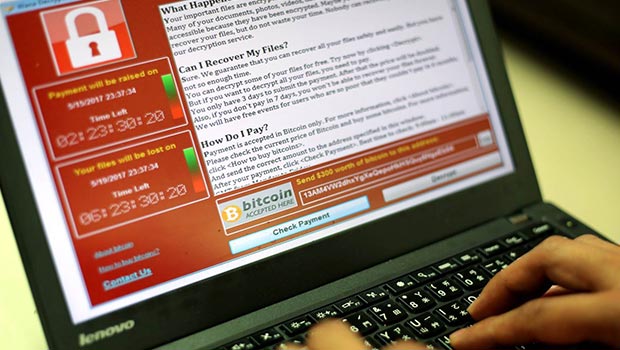 Wana Decryptor
What Happened
Your important files are encrypted
Many of your documents, photos, videos,
accessible because they have been encrypted. Maybe
recover your files, but do not waste your time. Nobody can recover
our decryption service.
Can I Recover My Files?
Sure. We guarantee that you can recover all your files safely and easily. But you have
not so enough time.
You can decrypt some of your files for free. Try now by clicking <Decrypt>.
But if you want to decrypt all your files, you need to pay.
You only have 3 days to submit the payment. After that the price will be doubled.
Also, if you don't pay in 7 days, you won't be able to recover your files forever.
We will have free events for users who are so poor that they couldn't pay in 6 months.
How Do I Pay?
Payment is accepted in Bitcoin only. For more information, click <About bitcoin>.
Please check the current price of Bitcoin and buy some bitcoins. For more information,
click <How to buy bitcoins>.
And send the correct amount to the address specified in this window.
After your payment, click <Check Payment>. Best time to check: 9:00am - 11:00am
Payment will be raised on
5/15/2017 23:37:34
Time Left
02:23:30:20
Your files will be lost on
5/19/2017 23:37:34
Time Left
06:23:30:20
About bitcoin
How to buy bitcoins?
Contact Us
bitcoin
ACCEPTED HERE
Send $300 worth of bitcoin to this address:
Check Payment
Decrypt
lenovo